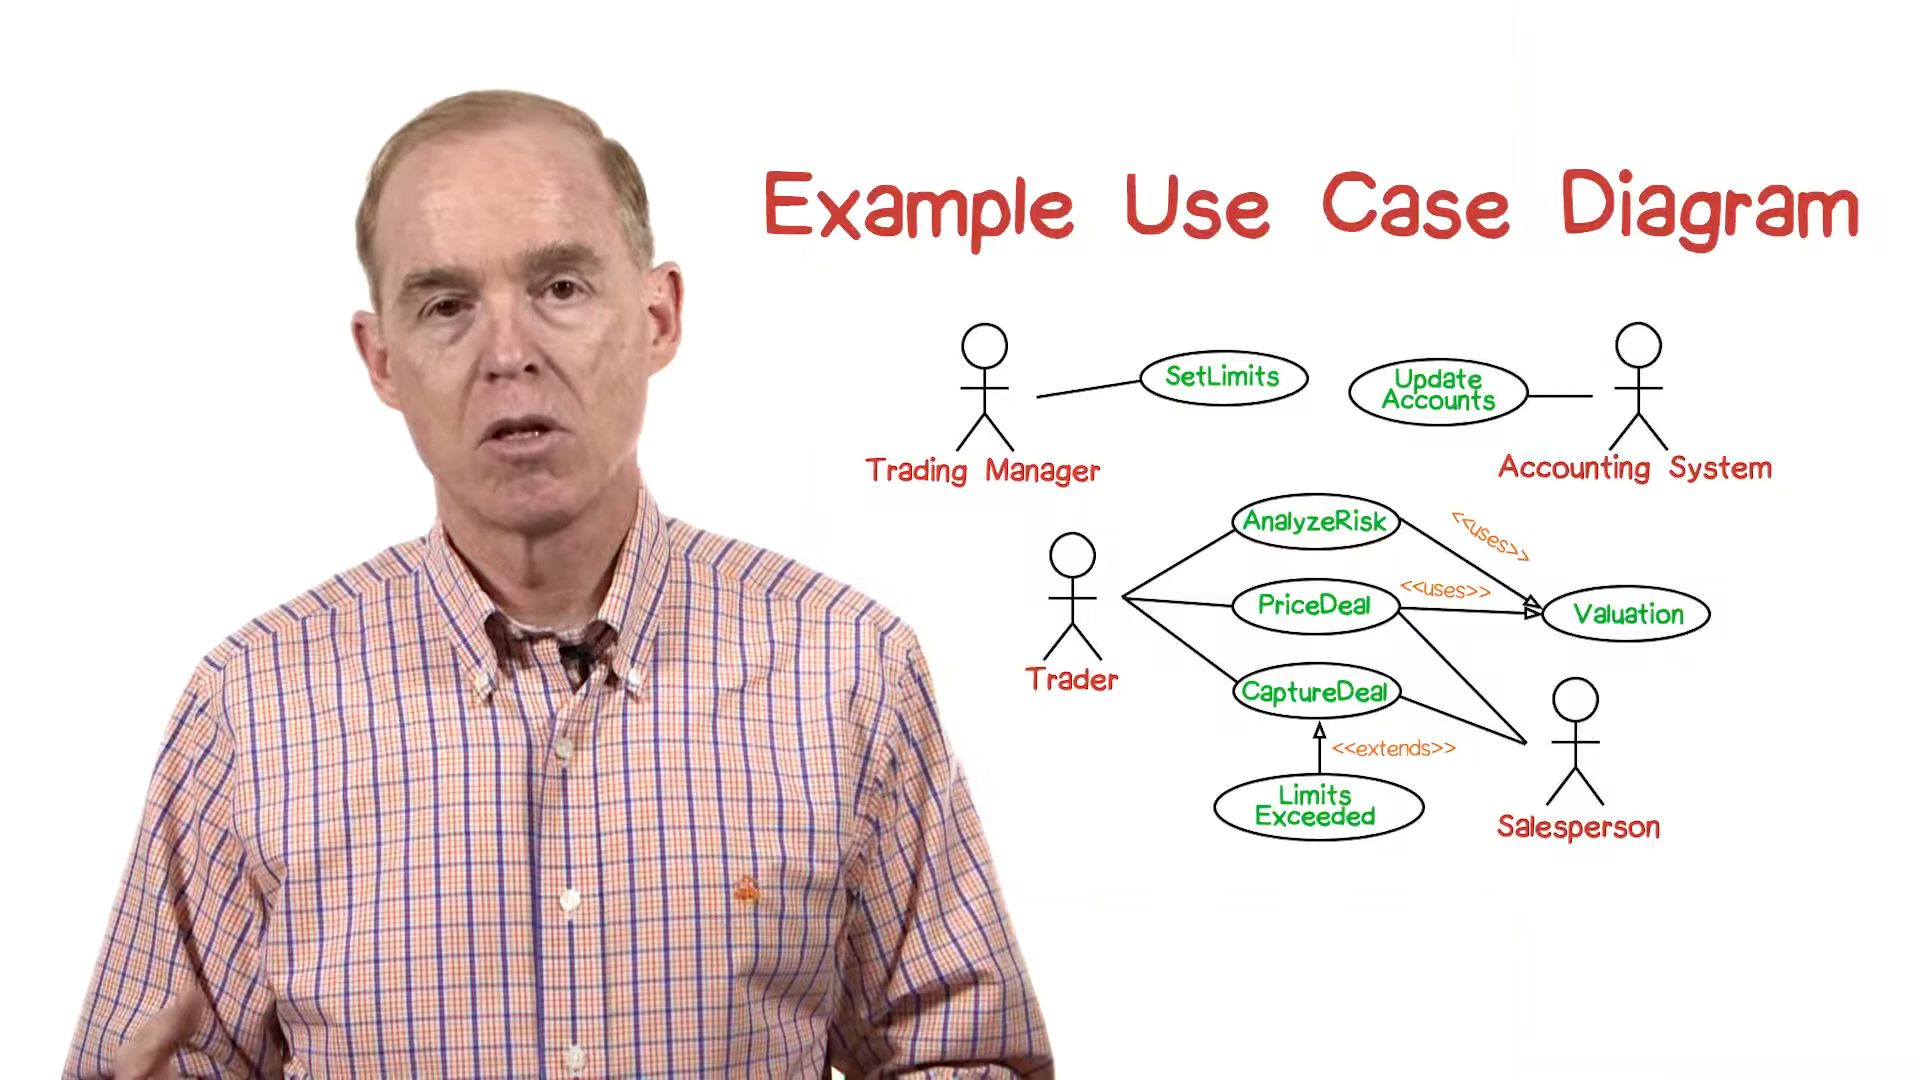 Example Use Case Diagram
SetLimits
Update
Accounts
Trading Manager
Accounting System
AnalyzeRisk
<<uses>>
PriceDeal
<<uses>>
Valuation
Trader
CaptureDeal
<<extends>>
Limits
Exceeded
Salesperson